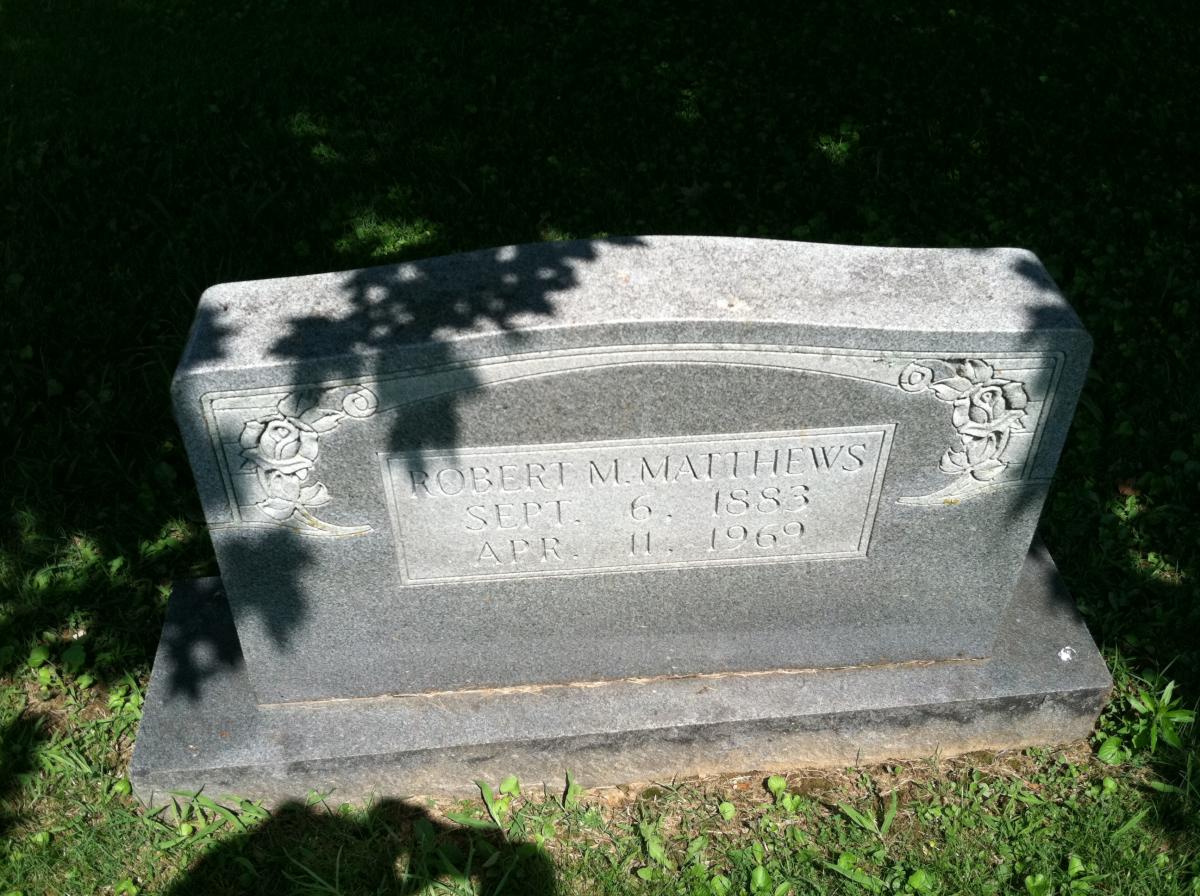 ROBERT M. MATTHEWS
SEPT. 6, 1883
APR. 11, 1969